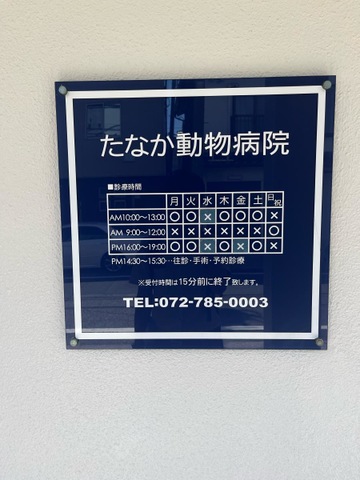 たなか動物病院
■診療時間
月 火 水 木 金 土 日祝
AM10:00〜13:00 ○ ○ × ○ × ○ ×
AM 9:00〜12:00 × × × × × × ○
PM16:00〜19:00 ○ ○ × ○ × ○ ×
PM14:30〜15:30…往診・手術・予約診療
※受付時間は15分前に終了致します。
TEL:072-785-0003